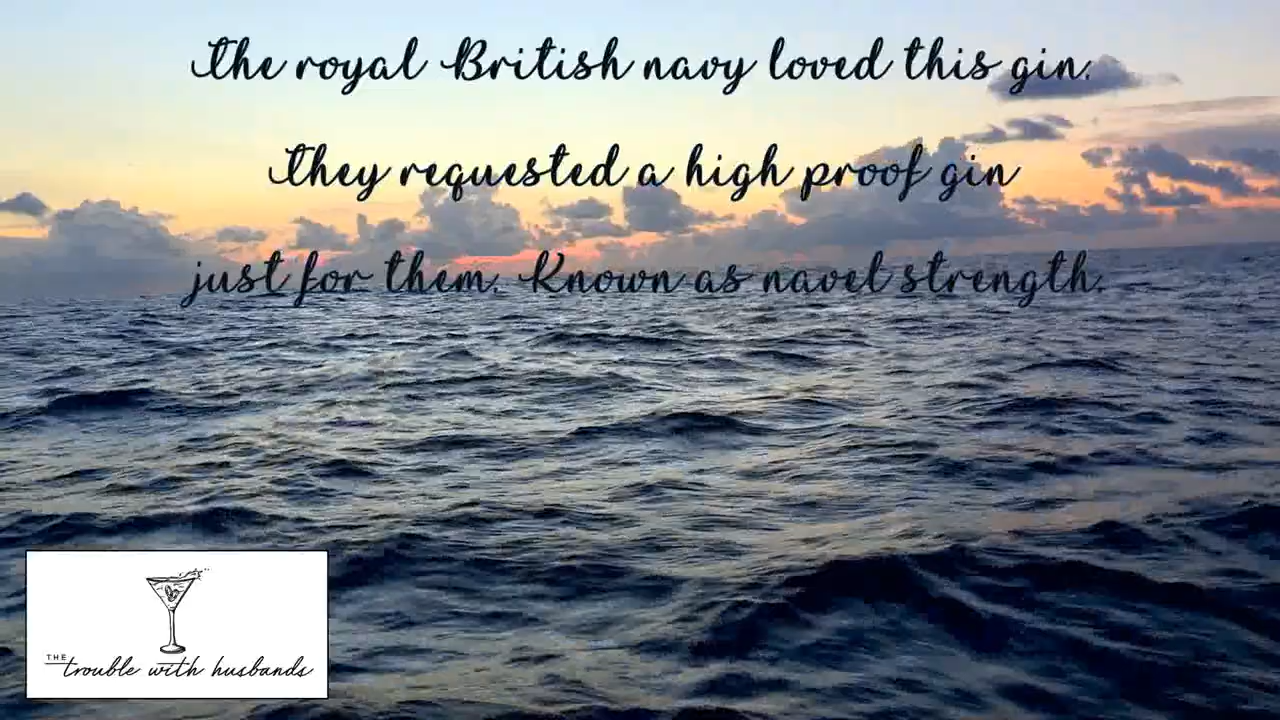 The royal British navy loved this gin.
They requested a high proof gin
just for them. Known as navel strength.
THE trouble with husbands